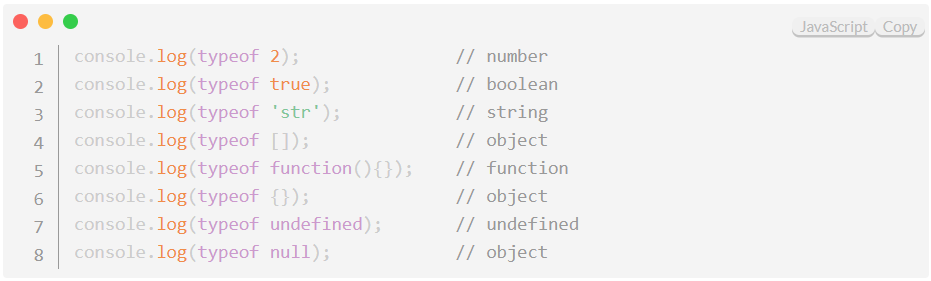 JavaScript Copy
1 console.log(typeof 2);               // number
2 console.log(typeof true);            // boolean
3 console.log(typeof 'str');           // string
4 console.log(typeof []);              // object
5 console.log(typeof function(){});    // function
6 console.log(typeof {});              // object
7 console.log(typeof undefined);       // undefined
8 console.log(typeof null);            // object